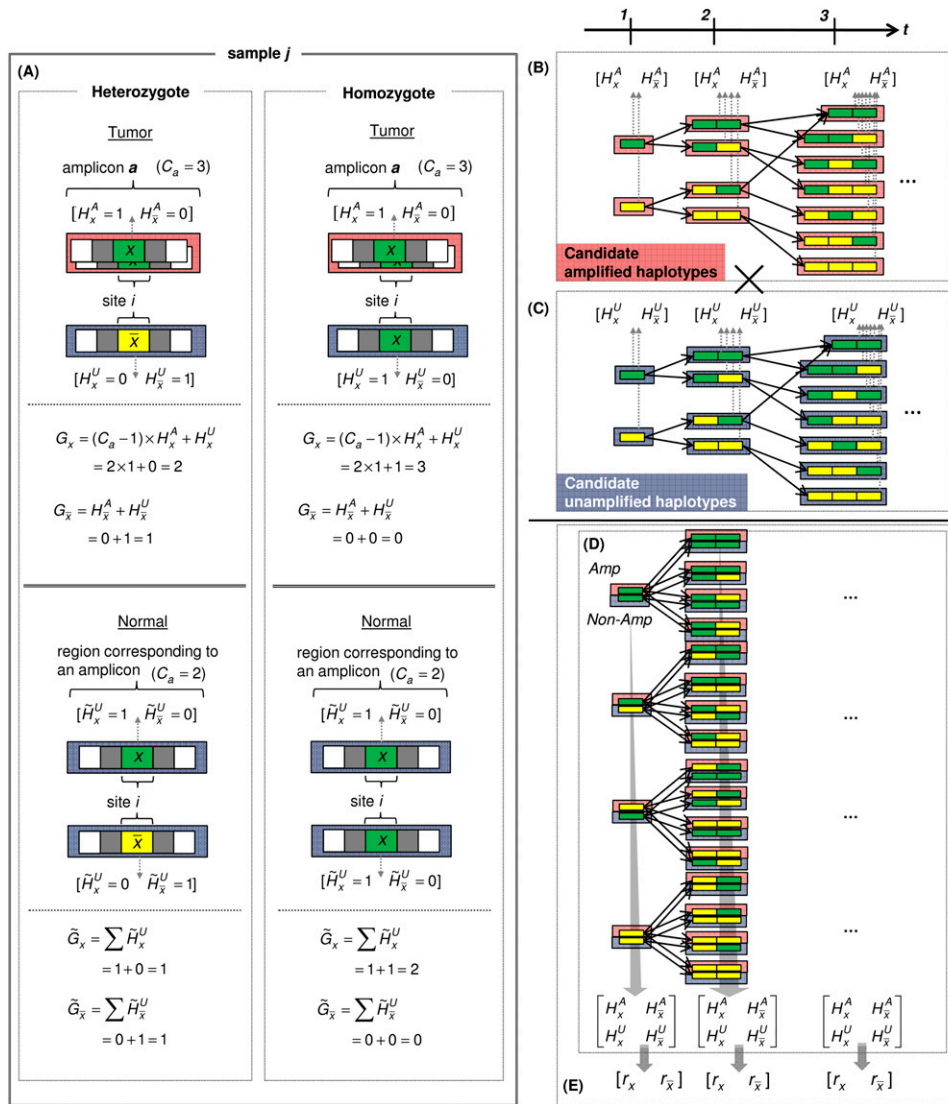 sample j
(A)
Heterozygote
Tumor
amplicon a (C_a = 3)
[H_x^A = 1 H_x̄^A = 0]
x
site i
x̄
[H_x^U = 0 H_x̄^U = 1]
G_x = (C_a − 1) × H_x^A + H_x^U
= 2 × 1 + 0 = 2
G_x̄ = H_x̄^A + H_x̄^U
= 0 + 1 = 1
Normal
region corresponding to
an amplicon (C_a = 2)
[H̃_x^U = 1 H̃_x̄^U = 0]
x
site i
x̄
[H̃_x^U = 0 H̃_x̄^U = 1]
G̃_x = ∑ H̃_x^U
= 1 + 0 = 1
G̃_x̄ = ∑ H̃_x̄^U
= 0 + 1 = 1
Homozygote
Tumor
amplicon a (C_a = 3)
[H_x^A = 1 H_x̄^A = 0]
x
site i
x
[H_x^U = 1 H_x̄^U = 0]
G_x = (C_a − 1) × H_x^A + H_x^U
= 2 × 1 + 1 = 3
G_x̄ = H_x̄^A + H_x̄^U
= 0 + 0 = 0
Normal
region corresponding to
an amplicon (C_a = 2)
[H̃_x^U = 1 H̃_x̄^U = 0]
x
site i
x
[H̃_x^U = 1 H̃_x̄^U = 0]
G̃_x = ∑ H̃_x^U
= 1 + 1 = 2
G̃_x̄ = ∑ H̃_x̄^U
= 0 + 0 = 0
1 2 3 t
(B)
[H_x^A H_x̄^A] [H_x^A H_x̄^A] [H_x^A H_x̄^A]
...
Candidate
amplified haplotypes
×
(C)
[H_x^U H_x̄^U] [H_x^U H_x̄^U] [H_x^U H_x̄^U]
...
Candidate
unamplified haplotypes
(D)
Amp
...
Non-Amp
...
...
...
[H_x^A H_x̄^A] [H_x^A H_x̄^A] [H_x^A H_x̄^A]
[H_x^U H_x̄^U] [H_x^U H_x̄^U] [H_x^U H_x̄^U]
(E) [r_x r_x̄] [r_x r_x̄] [r_x r_x̄]